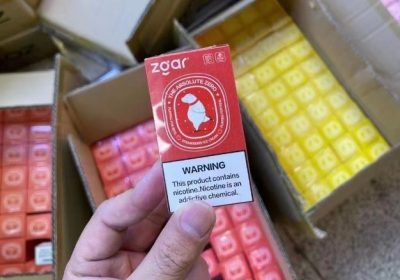 zgar
THE ABSOLUTE ZERO
WARNING
This product contains
nicotine.Nicotine is an
addictive chemical.